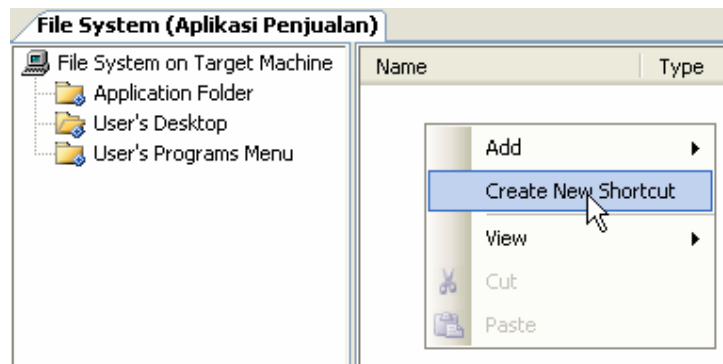 File System (Aplikasi Penjualan)
File System on Target Machine
Application Folder
User's Desktop
User's Programs Menu
Name Type
Add
Create New Shortcut
View
Cut
Paste